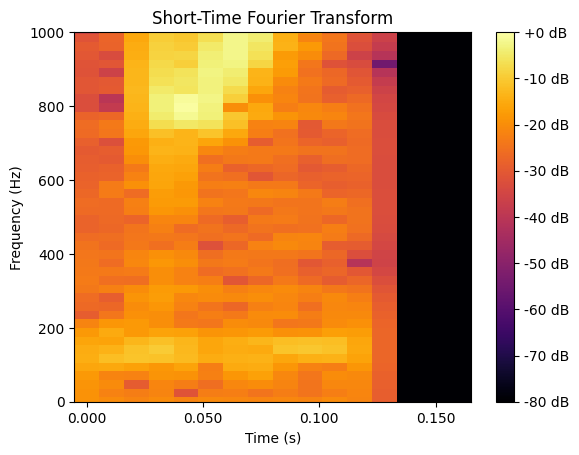 Short-Time Fourier Transform
1000
800
600
400
200
0
Frequency (Hz)
0.000
0.050
0.100
0.150
Time (s)
+0 dB
-10 dB
-20 dB
-30 dB
-40 dB
-50 dB
-60 dB
-70 dB
-80 dB